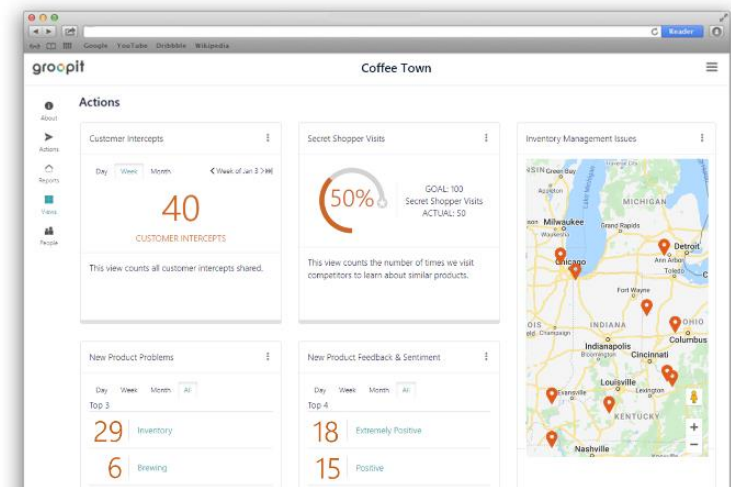 Reader
Google YouTube Dribbble Wikipedia
groopit
Coffee Town
About
Actions
Reports
Views
People
Actions
Customer Intercepts
Day Week Month
Week of Jan 3
40
CUSTOMER INTERCEPTS
This view counts all customer intercepts shared.
Secret Shopper Visits
50%
GOAL: 100
Secret Shopper Visits
ACTUAL: 50
This view counts the number of times we visit
competitors to learn about similar products.
Inventory Management Issues
Green Bay
Appleton
Lake Michigan
MICHIGAN
Milwaukee
Waukesha
Grand Rapids
Detroit
Ann Arbor
Chicago
Toledo
Fort Wayne
INDIANA
OHIO
Champaign
Columbus
Indianapolis
Bloomington
Cincinnati
Louisville
Evansville
Lexington
KENTUCKY
Nashville
New Product Problems
Day Week Month All
Top 3
29 Inventory
6 Brewing
New Product Feedback & Sentiment
Day Week Month All
Top 4
18 Extremely Positive
15 Positive